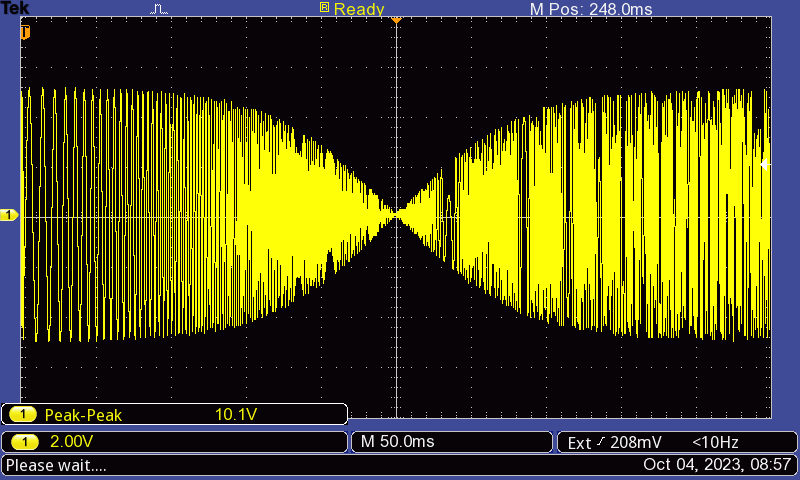 Tek R Ready M Pos: 248.0ms
T
1
1 Peak-Peak 10.1V
1 2.00V M 50.0ms Ext 208mV <10Hz
Please wait.... Oct 04, 2023, 08:57